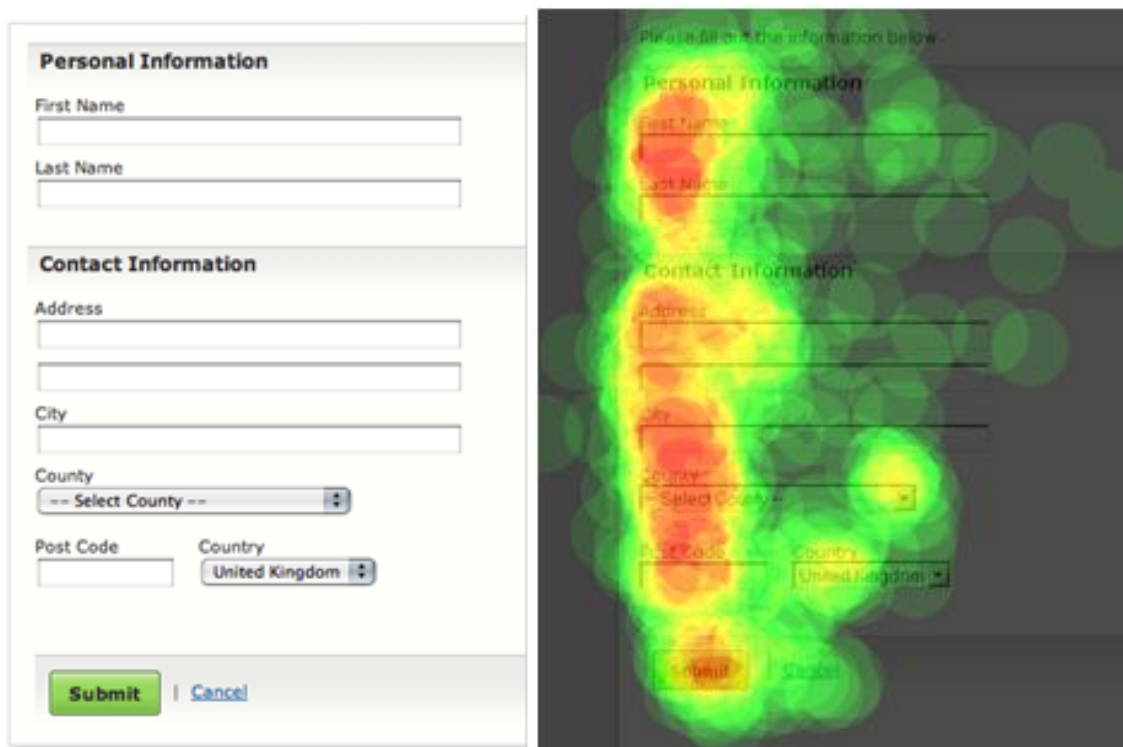 Personal Information
First Name
Last Name
Contact Information
Address
City
County
-- Select County --
Post Code Country
United Kingdom
Submit | Cancel
Please fill out the information below.
Personal Information
First Name
Last Name
Contact Information
Address
City
County
-- Select County --
Post Code Country
United Kingdom
Submit | Cancel